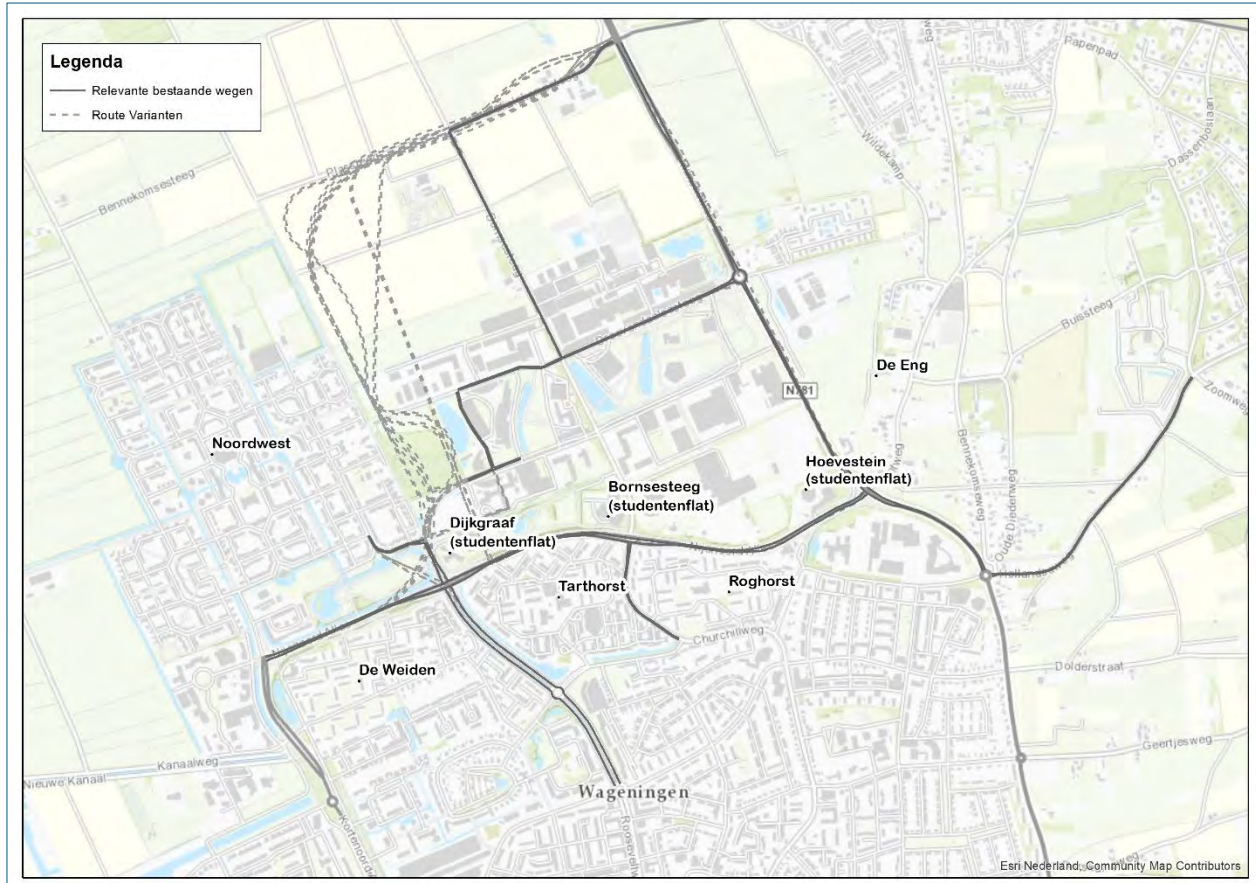 Legenda
Relevante bestaande wegen
Route Varianten
Papenpad
Dassenboslaan
Wildekamp
Bennekomsesteeg
Buissteeg
De Eng
N781
Zoomweg
Noordwest
Hoevestein
(studentenflat)
Bennekomseweg
Oude Diedenweg
Bornsesteeg
(studentenflat)
Dijkgraaf
(studentenflat)
Tarthorst
Roghorst
Churchillweg
De Weiden
Dolderstraat
Geertjesweg
Kanaalweg
Nieuwe Kanaal
Wageningen
Esri Nederland, Community Map Contributors